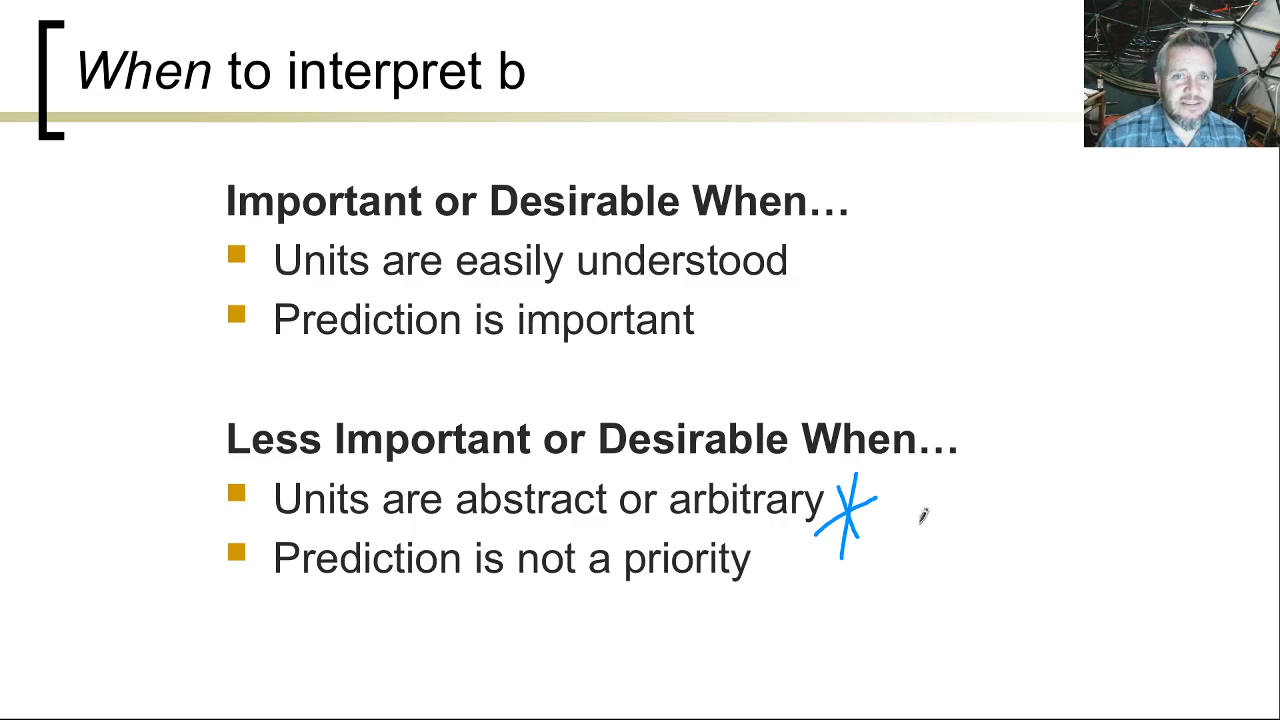 When to interpret b
Important or Desirable When…
Units are easily understood
Prediction is important
Less Important or Desirable When…
Units are abstract or arbitrary
Prediction is not a priority